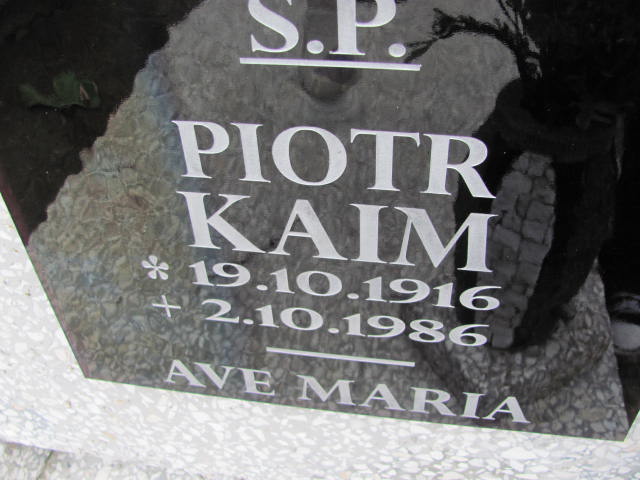 S.P.
PIOTR
KAIM
* 19.10.1916
+ 2.10.1986
AVE MARIA